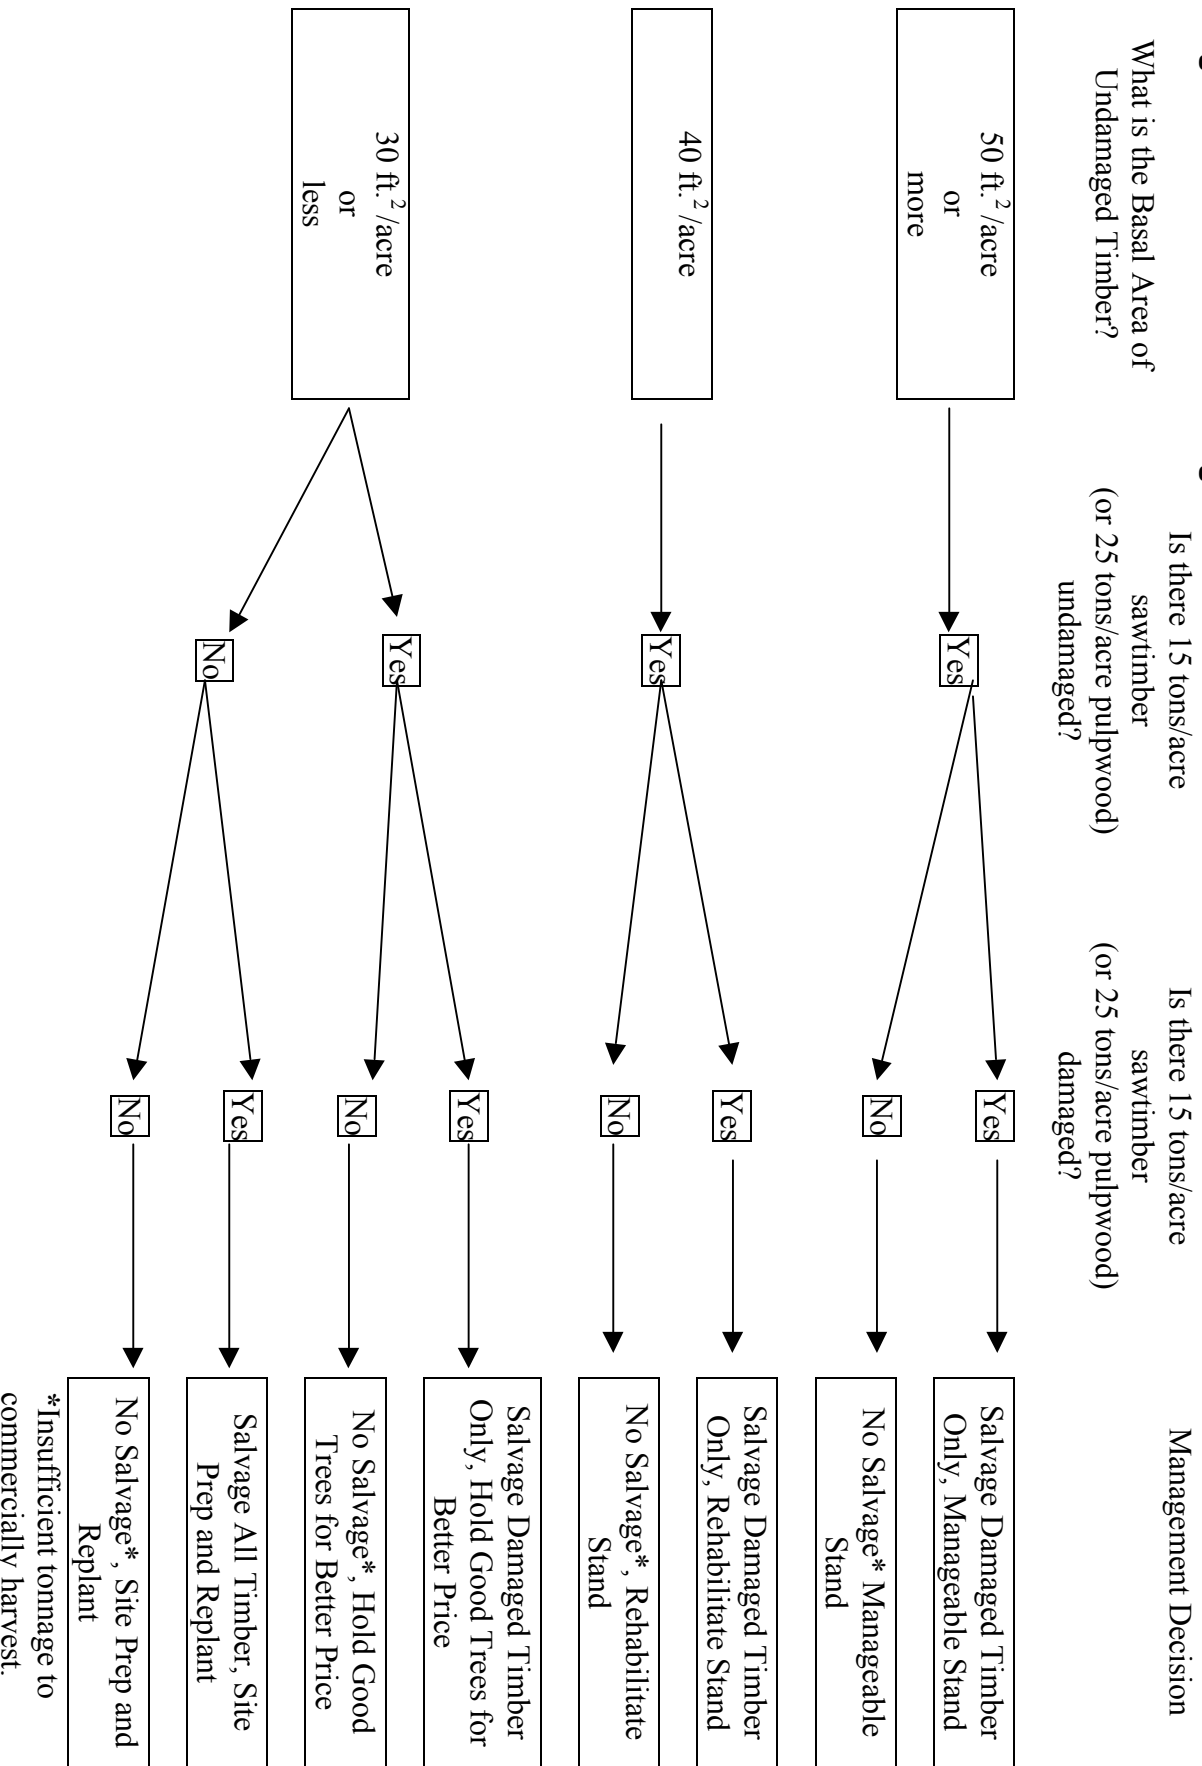 What is the Basal Area of
Undamaged Timber?
Is there 15 tons/acre
sawtimber
(or 25 tons/acre pulpwood)
undamaged?
Is there 15 tons/acre
sawtimber
(or 25 tons/acre pulpwood)
damaged?
Management Decision
50 ft.²/acre
or
more
Yes
Yes
Salvage Damaged Timber
Only, Manageable Stand
No
No Salvage* Manageable
Stand
40 ft.²/acre
Yes
Yes
Salvage Damaged Timber
Only, Rehabilitate Stand
No
No Salvage*, Rehabilitate
Stand
30 ft.²/acre
or
less
Yes
Yes
Salvage Damaged Timber
Only, Hold Good Trees for
Better Price
No
No Salvage*, Hold Good
Trees for Better Price
No
Yes
Salvage All Timber, Site
Prep and Replant
No
No Salvage*, Site Prep and
Replant
*Insufficient tonnage to
commercially harvest.